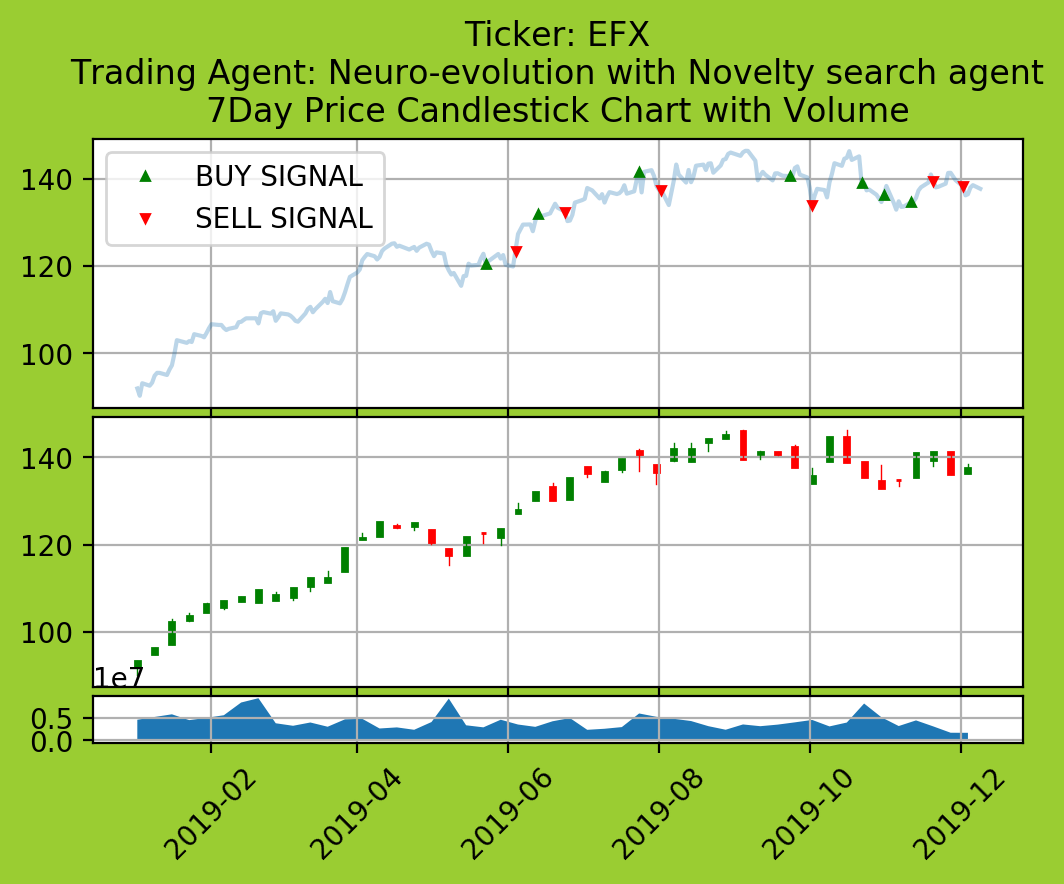 Ticker: EFX
Trading Agent: Neuro-evolution with Novelty search agent
7Day Price Candlestick Chart with Volume
BUY SIGNAL
SELL SIGNAL
140
120
100
140
120
100
1e7
0.5
0.0
2019-02
2019-04
2019-06
2019-08
2019-10
2019-12